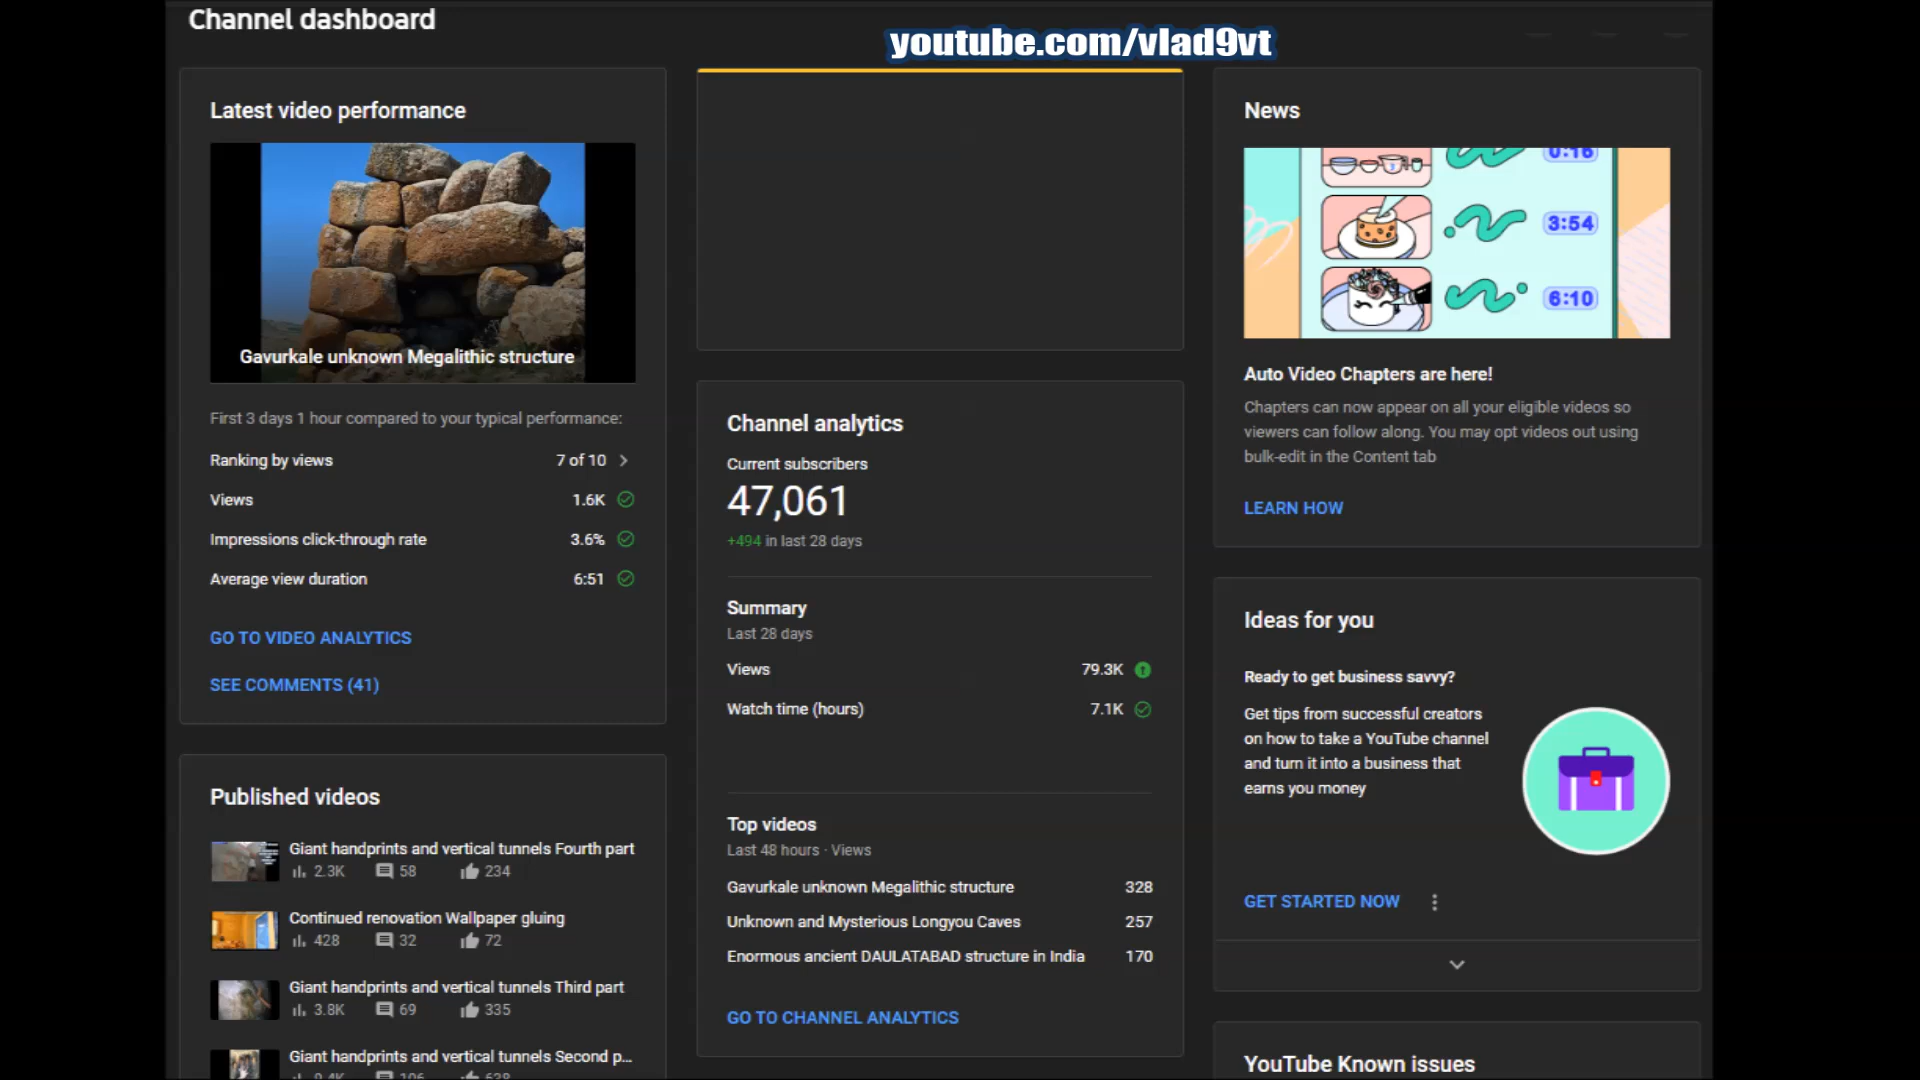 Channel dashboard
youtube.com/vlad9vt
Latest video performance
Gavurkale unknown Megalithic structure
First 3 days 1 hour compared to your typical performance:
Ranking by views 7 of 10
Views 1.6K
Impressions click-through rate 3.6%
Average view duration 6:51
GO TO VIDEO ANALYTICS
SEE COMMENTS (41)
Published videos
Giant handprints and vertical tunnels Fourth part
2.3K 58 234
Continued renovation Wallpaper gluing
428 32 72
Giant handprints and vertical tunnels Third part
3.8K 69 335
Giant handprints and vertical tunnels Second p...
Channel analytics
Current subscribers
47,061
+494 in last 28 days
Summary
Last 28 days
Views 79.3K
Watch time (hours) 7.1K
Top videos
Last 48 hours · Views
Gavurkale unknown Megalithic structure 328
Unknown and Mysterious Longyou Caves 257
Enormous ancient DAULATABAD structure in India 170
GO TO CHANNEL ANALYTICS
News
0:16
3:54
6:10
Auto Video Chapters are here!
Chapters can now appear on all your eligible videos so
viewers can follow along. You may opt videos out using
bulk-edit in the Content tab
LEARN HOW
Ideas for you
Ready to get business savvy?
Get tips from successful creators
on how to take a YouTube channel
and turn it into a business that
earns you money
GET STARTED NOW
YouTube Known issues